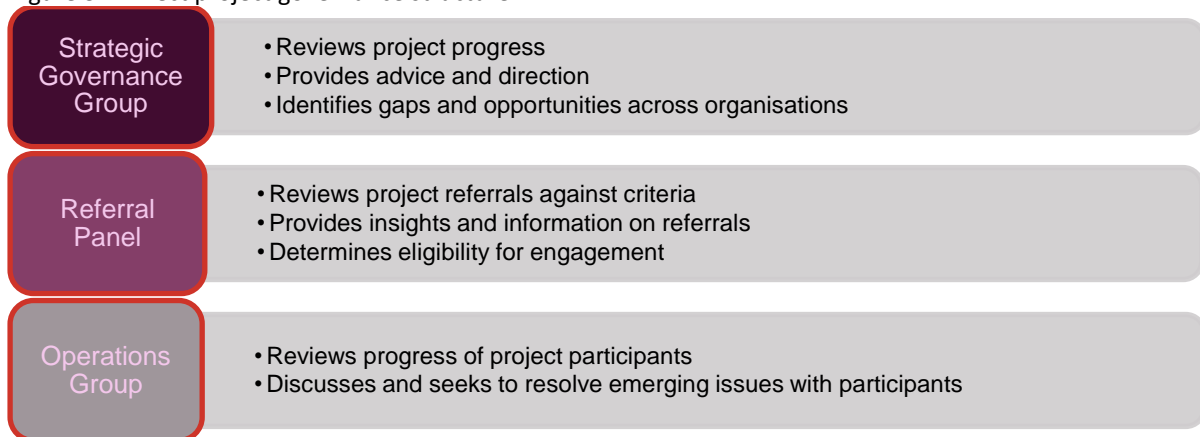 Strategic
Governance
Group
• Reviews project progress
• Provides advice and direction
• Identifies gaps and opportunities across organisations
Referral
Panel
• Reviews project referrals against criteria
• Provides insights and information on referrals
• Determines eligibility for engagement
Operations
Group
• Reviews progress of project participants
• Discusses and seeks to resolve emerging issues with participants